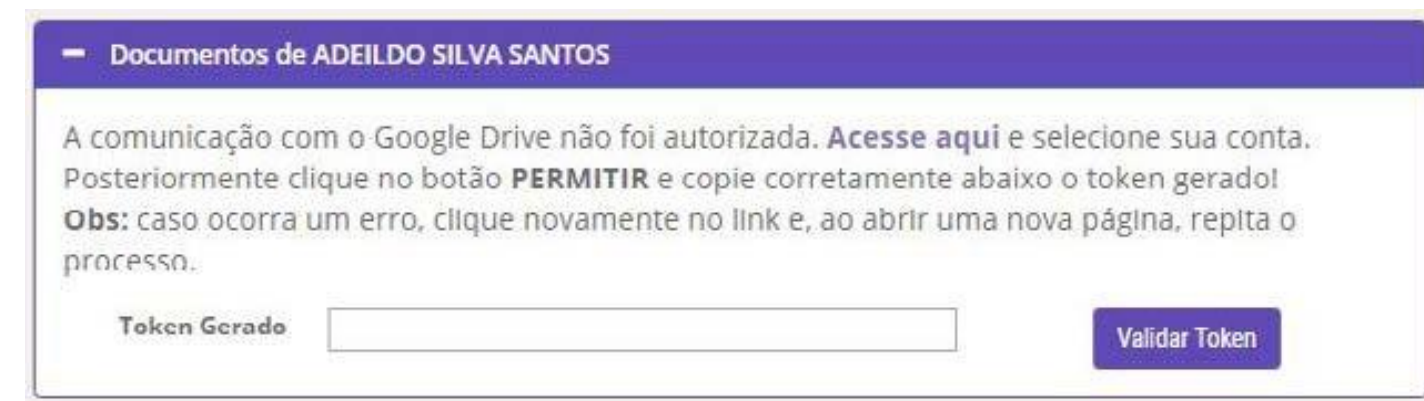 − Documentos de ADEILDO SILVA SANTOS
A comunicação com o Google Drive não foi autorizada. Acesse aqui e selecione sua conta.
Posteriormente clique no botão PERMITIR e copie corretamente abaixo o token gerado!
Obs: caso ocorra um erro, clique novamente no link e, ao abrir uma nova página, repita o
processo.
Token Gerado
Validar Token